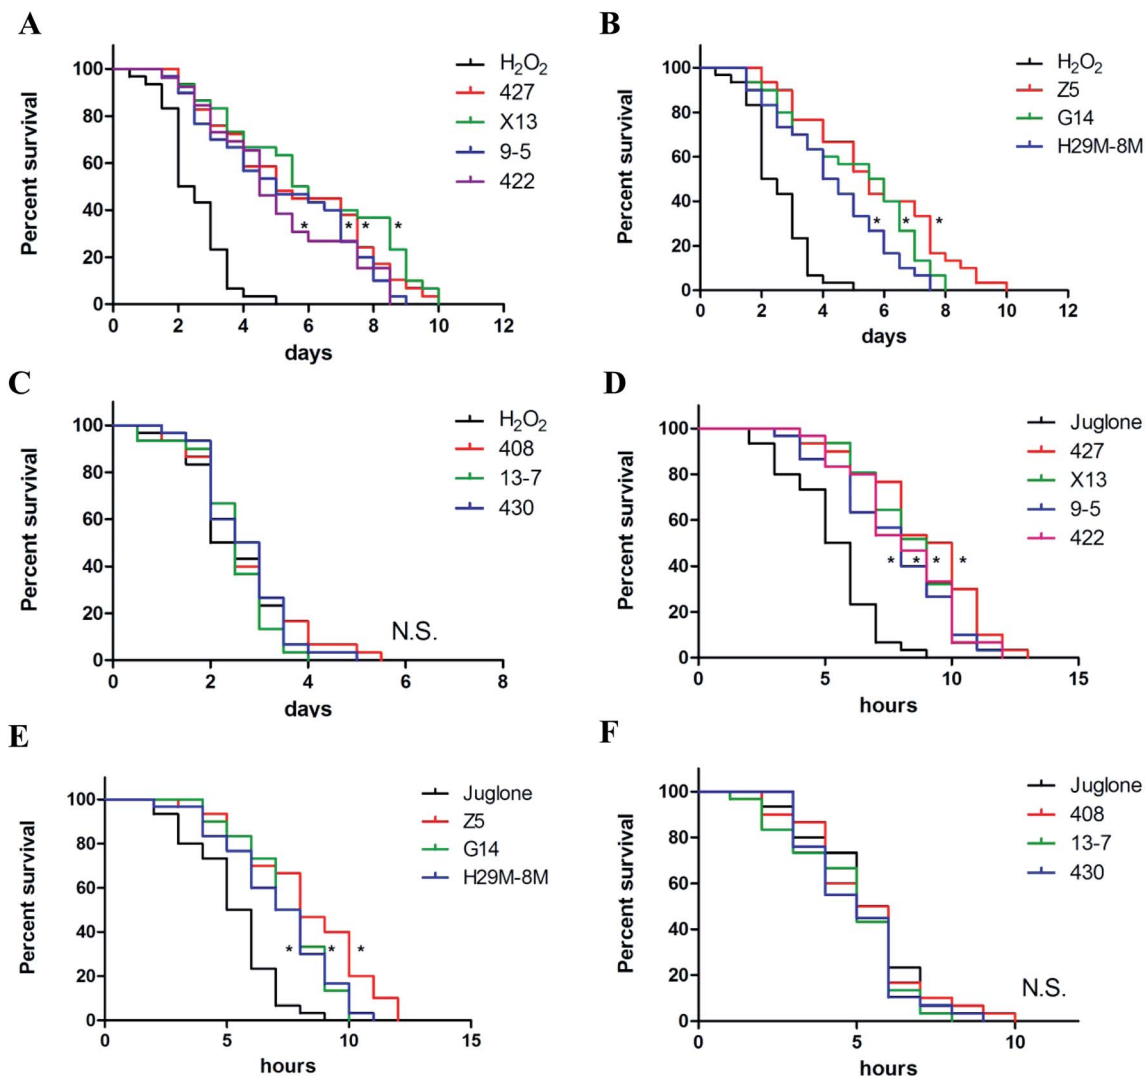 A
Percent survival
100
80
60
40
20
0
0 2 4 6 8 10 12
days
H₂O₂
427
X13
9-5
422
* * * *
B
Percent survival
100
80
60
40
20
0
0 2 4 6 8 10 12
days
H₂O₂
Z5
G14
H29M-8M
* * *
C
Percent survival
100
80
60
40
20
0
0 2 4 6 8
days
H₂O₂
408
13-7
430
N.S.
D
Percent survival
100
80
60
40
20
0
0 5 10 15
hours
Juglone
427
X13
9-5
422
* * * *
E
Percent survival
100
80
60
40
20
0
0 5 10 15
hours
Juglone
Z5
G14
H29M-8M
* * *
F
Percent survival
100
80
60
40
20
0
0 5 10
hours
Juglone
408
13-7
430
N.S.